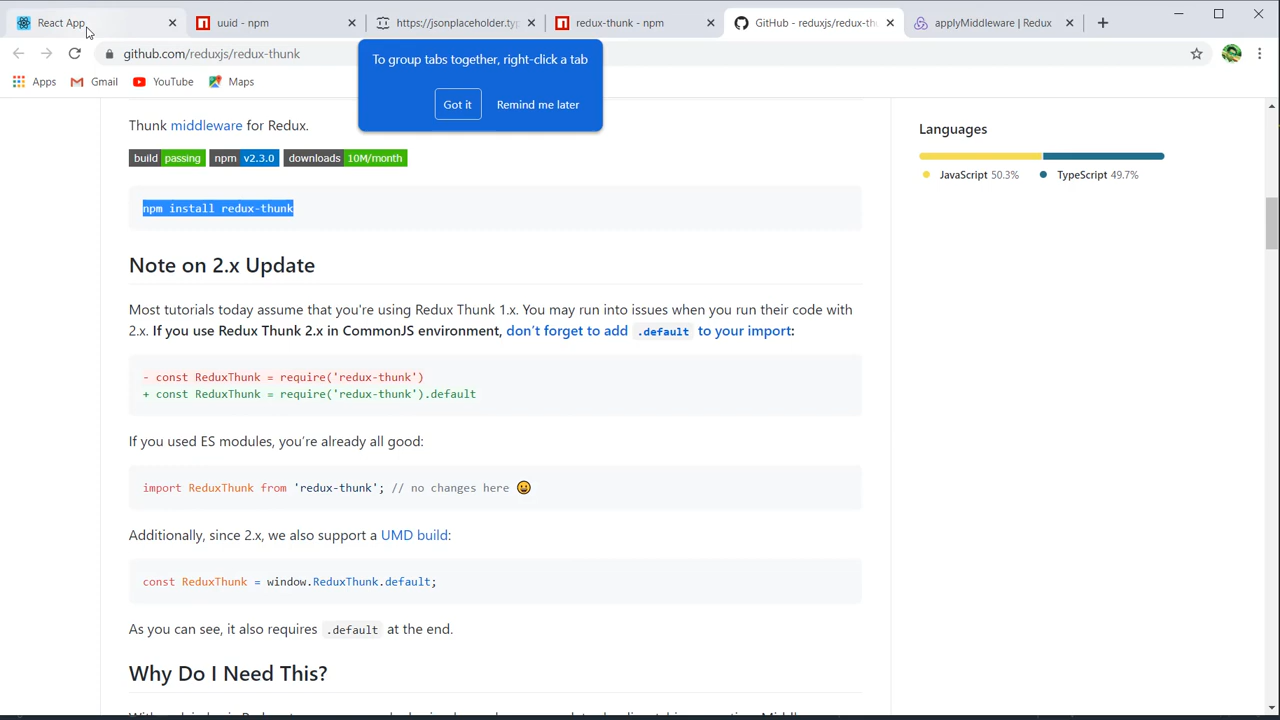 React App
uuid - npm
https://jsonplaceholder.typ
redux-thunk - npm
GitHub - reduxjs/redux-th
applyMiddleware | Redux
github.com/reduxjs/redux-thunk
Apps
Gmail
YouTube
Maps
To group tabs together, right-click a tab
Got it
Remind me later
Thunk middleware for Redux.
build passing npm v2.3.0 downloads 10M/month
npm install redux-thunk
Note on 2.x Update
Most tutorials today assume that you're using Redux Thunk 1.x. You may run into issues when you run their code with
2.x. If you use Redux Thunk 2.x in CommonJS environment, don’t forget to add .default to your import:
- const ReduxThunk = require('redux-thunk')
+ const ReduxThunk = require('redux-thunk').default
If you used ES modules, you’re already all good:
import ReduxThunk from 'redux-thunk'; // no changes here 😀
Additionally, since 2.x, we also support a UMD build:
const ReduxThunk = window.ReduxThunk.default;
As you can see, it also requires .default at the end.
Why Do I Need This?
Languages
JavaScript 50.3%
TypeScript 49.7%